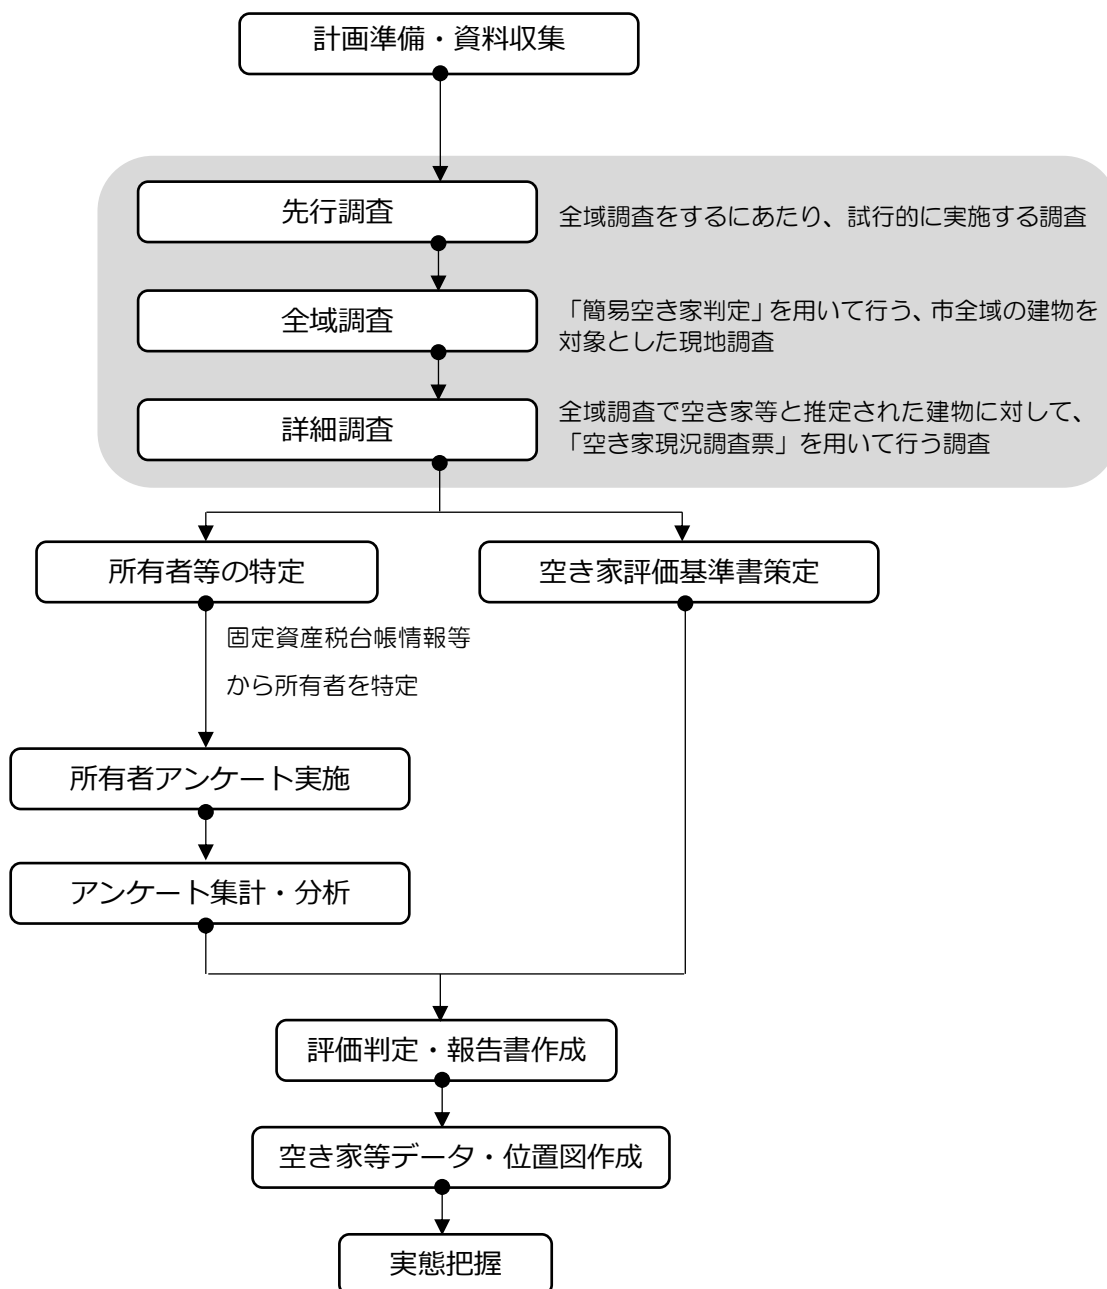 計画準備・資料収集
先行調査
全域調査をするにあたり、試行的に実施する調査
全域調査
「簡易空き家判定」を用いて行う、市全域の建物を
対象とした現地調査
詳細調査
全域調査で空き家等と推定された建物に対して、
「空き家現況調査票」を用いて行う調査
所有者等の特定
空き家評価基準書策定
固定資産税台帳情報等
から所有者を特定
所有者アンケート実施
アンケート集計・分析
評価判定・報告書作成
空き家等データ・位置図作成
実態把握